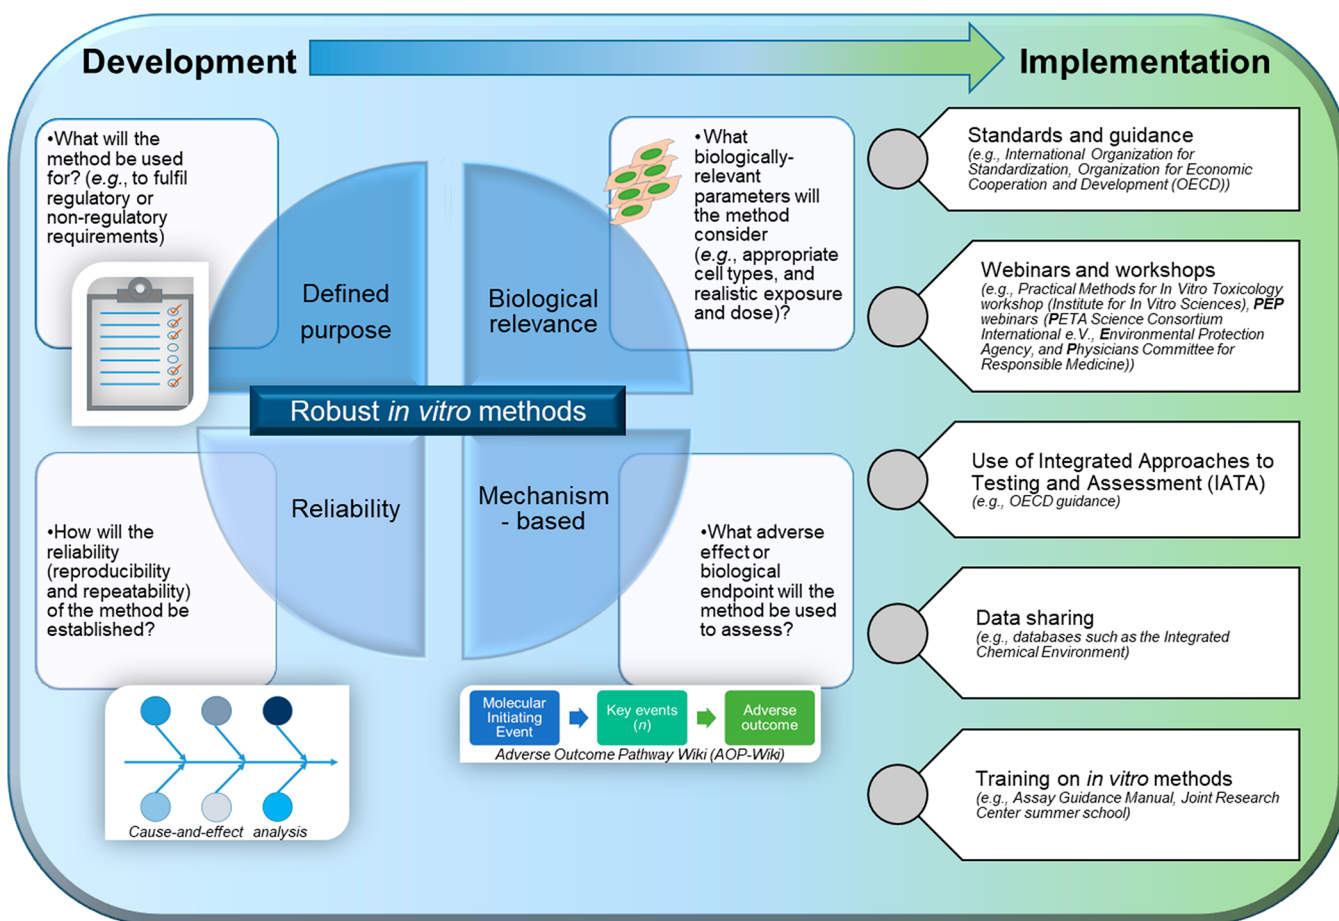 Development
Implementation
•What will the
method be used
for? (e.g., to fulfil
regulatory or
non-regulatory
requirements)
Defined
purpose
Biological
relevance
•What
biologically-
relevant
parameters will
the method
consider
(e.g., appropriate
cell types, and
realistic exposure
and dose)?
Robust in vitro methods
Reliability
Mechanism
- based
•How will the
reliability
(reproducibility
and repeatability)
of the method be
established?
•What adverse
effect or
biological
endpoint will the
method be used
to assess?
Cause-and-effect analysis
Molecular
Initiating
Event
Key events
(n)
Adverse
outcome
Adverse Outcome Pathway Wiki (AOP-Wiki)
Standards and guidance
(e.g., International Organization for
Standardization, Organization for Economic
Cooperation and Development (OECD))
Webinars and workshops
(e.g., Practical Methods for In Vitro Toxicology
workshop (Institute for In Vitro Sciences), PEP
webinars (PETA Science Consortium
International e.V., Environmental Protection
Agency, and Physicians Committee for
Responsible Medicine))
Use of Integrated Approaches to
Testing and Assessment (IATA)
(e.g., OECD guidance)
Data sharing
(e.g., databases such as the Integrated
Chemical Environment)
Training on in vitro methods
(e.g., Assay Guidance Manual, Joint Research
Center summer school)